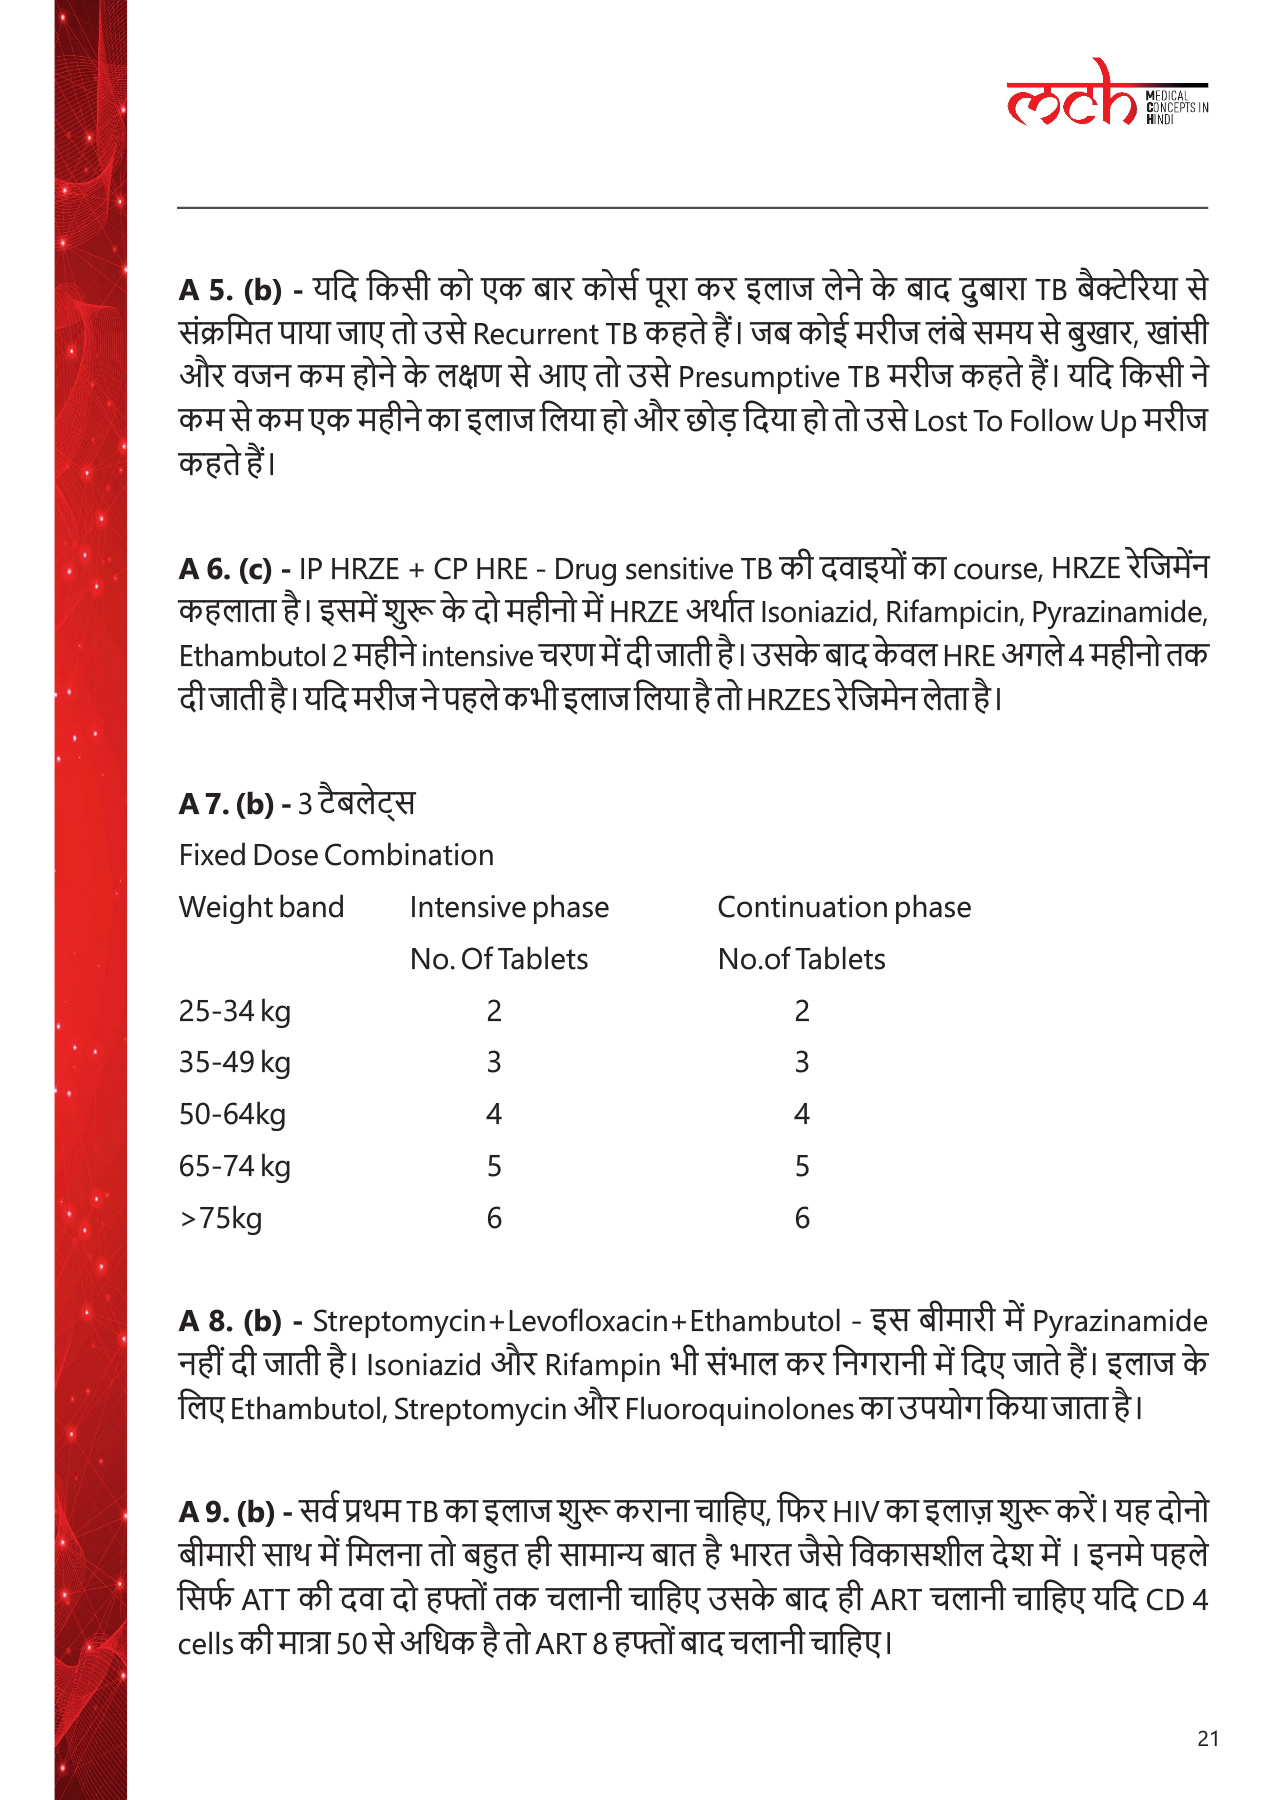 mch MEDICAL
CONCEPTS IN
HINDI
A 5. (b) - यदि किसी को एक बार कोर्स पूरा कर इलाज लेने के बाद दुबारा TB बैक्टेरिया से
संक्रमित पाया जाए तो उसे Recurrent TB कहते हैं। जब कोई मरीज लंबे समय से बुखार, खांसी
और वजन कम होने के लक्षण से आए तो उसे Presumptive TB मरीज कहते हैं। यदि किसी ने
कम से कम एक महीने का इलाज लिया हो और छोड़ दिया हो तो उसे Lost To Follow Up मरीज
कहते हैं।
A 6. (c) - IP HRZE + CP HRE - Drug sensitive TB की दवाइयों का course, HRZE रेजिमेंन
कहलाता है। इसमें शुरू के दो महीनो में HRZE अर्थात Isoniazid, Rifampicin, Pyrazinamide,
Ethambutol 2 महीने intensive चरण में दी जाती है। उसके बाद केवल HRE अगले 4 महीनो तक
दी जाती है। यदि मरीज ने पहले कभी इलाज लिया है तो HRZES रेजिमेन लेता है।
A 7. (b) - 3 टैबलेट्स
Fixed Dose Combination
Weight band Intensive phase Continuation phase
No. Of Tablets No.of Tablets
25-34 kg 2 2
35-49 kg 3 3
50-64kg 4 4
65-74 kg 5 5
>75kg 6 6
A 8. (b) - Streptomycin+Levofloxacin+Ethambutol - इस बीमारी में Pyrazinamide
नहीं दी जाती है। Isoniazid और Rifampin भी संभाल कर निगरानी में दिए जाते हैं। इलाज के
लिए Ethambutol, Streptomycin और Fluoroquinolones का उपयोग किया जाता है।
A 9. (b) - सर्व प्रथम TB का इलाज शुरू कराना चाहिए, फिर HIV का इलाज़ शुरू करें। यह दोनो
बीमारी साथ में मिलना तो बहुत ही सामान्य बात है भारत जैसे विकासशील देश में । इनमे पहले
सिर्फ ATT की दवा दो हफ्तों तक चलानी चाहिए उसके बाद ही ART चलानी चाहिए यदि CD 4
cells की मात्रा 50 से अधिक है तो ART 8 हफ्तों बाद चलानी चाहिए।
21